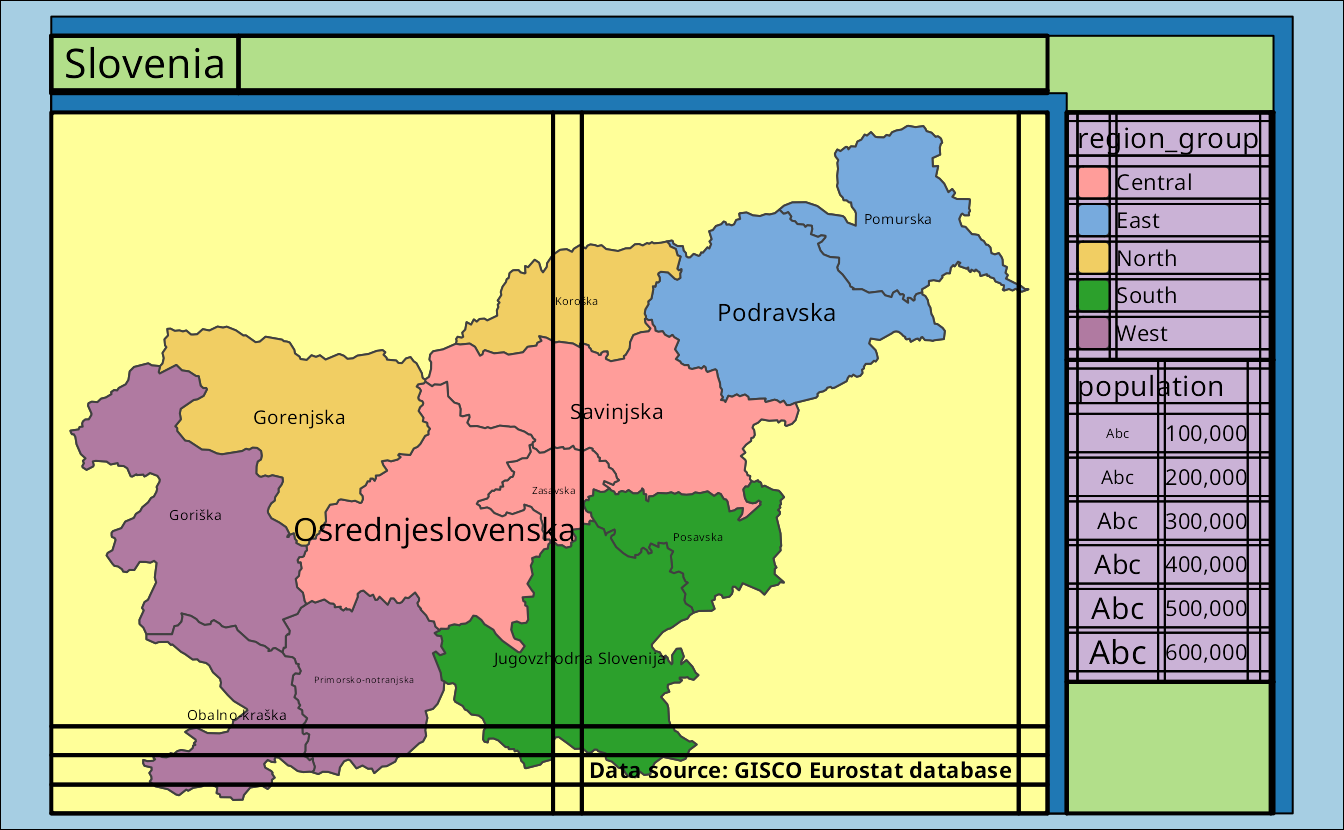 Slovenia
Pomurska
Koroška
Podravska
Savinjska
Gorenjska
Zasavska
Goriška
Osrednjeslovenska
Posavska
Jugovzhodna Slovenija
Primorsko-notranjska
Obalno-kraška
Data source: GISCO Eurostat database
region_group
Central
East
North
South
West
population
Abc 100,000
Abc 200,000
Abc 300,000
Abc 400,000
Abc 500,000
Abc 600,000